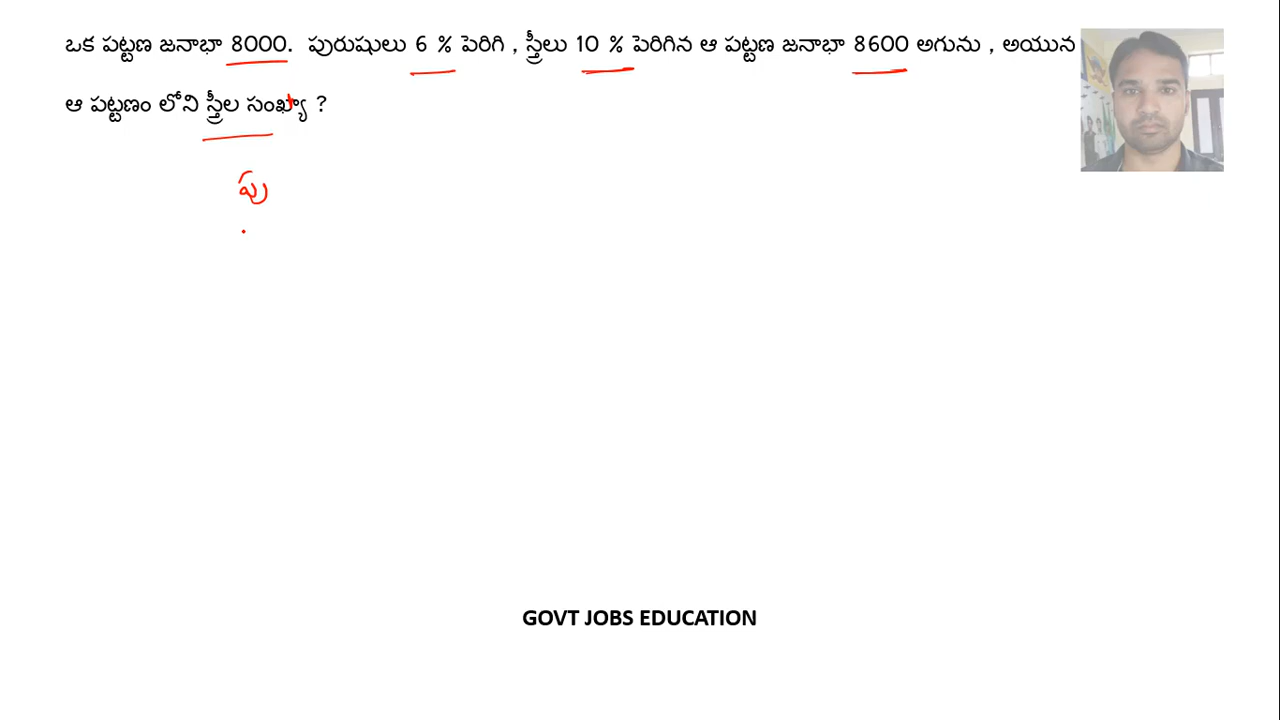 ఒక పట్టణ జనాభా 8000. పురుషులు 6 % పెరిగి , స్త్రీలు 10 % పెరిగిన ఆ పట్టణ జనాభా 8600 అగును , అయున
ఆ పట్టణం లోని స్త్రీల సంఖ్యా ?
పు
GOVT JOBS EDUCATION